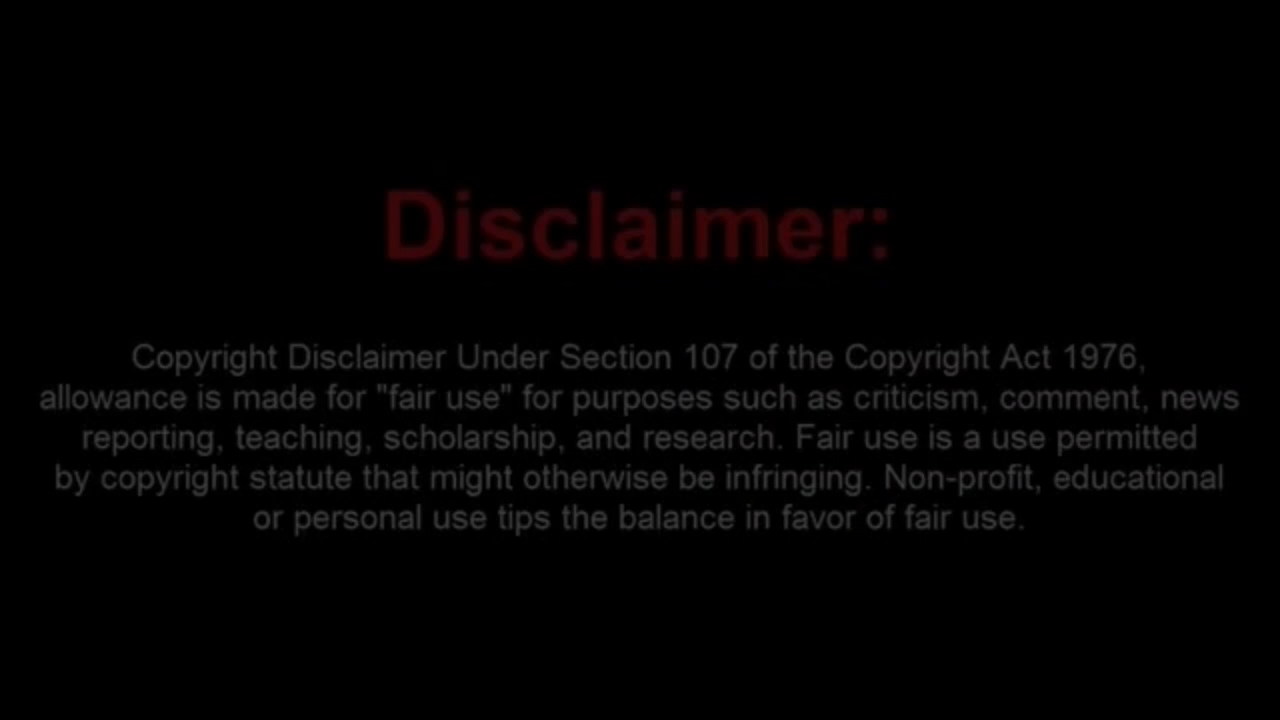 Disclaimer:
Copyright Disclaimer Under Section 107 of the Copyright Act 1976,
allowance is made for "fair use" for purposes such as criticism, comment, news
reporting, teaching, scholarship, and research. Fair use is a use permitted
by copyright statute that might otherwise be infringing. Non-profit, educational
or personal use tips the balance in favor of fair use.